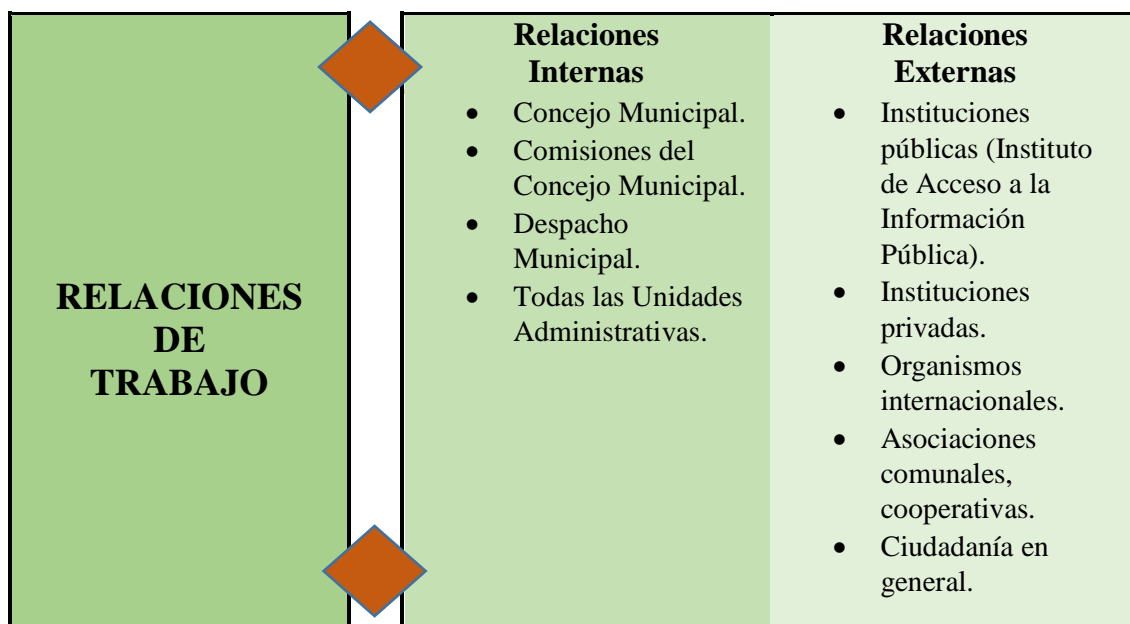 RELACIONES
DE
TRABAJO
Relaciones
Internas
• Concejo Municipal.
• Comisiones del
Concejo Municipal.
• Despacho
Municipal.
• Todas las Unidades
Administrativas.
Relaciones
Externas
• Instituciones
públicas (Instituto
de Acceso a la
Información
Pública).
• Instituciones
privadas.
• Organismos
internacionales.
• Asociaciones
comunales,
cooperativas.
• Ciudadanía en
general.